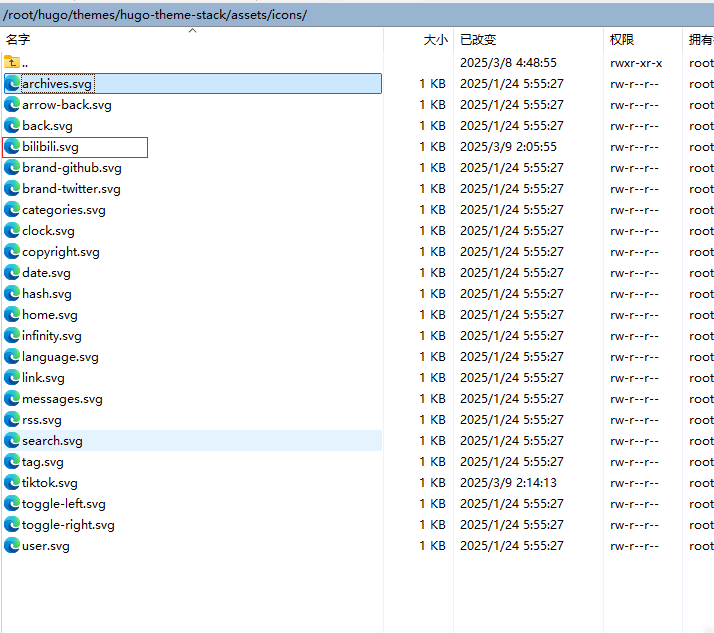 /root/hugo/themes/hugo-theme-stack/assets/icons/
名字 大小 已改变 权限 拥有
.. 2025/3/8 4:48:55 rwxr-xr-x root
archives.svg 1 KB 2025/1/24 5:55:27 rw-r--r-- root
arrow-back.svg 1 KB 2025/1/24 5:55:27 rw-r--r-- root
back.svg 1 KB 2025/1/24 5:55:27 rw-r--r-- root
bilibili.svg 1 KB 2025/3/9 2:05:55 rw-r--r-- root
brand-github.svg 1 KB 2025/1/24 5:55:27 rw-r--r-- root
brand-twitter.svg 1 KB 2025/1/24 5:55:27 rw-r--r-- root
categories.svg 1 KB 2025/1/24 5:55:27 rw-r--r-- root
clock.svg 1 KB 2025/1/24 5:55:27 rw-r--r-- root
copyright.svg 1 KB 2025/1/24 5:55:27 rw-r--r-- root
date.svg 1 KB 2025/1/24 5:55:27 rw-r--r-- root
hash.svg 1 KB 2025/1/24 5:55:27 rw-r--r-- root
home.svg 1 KB 2025/1/24 5:55:27 rw-r--r-- root
infinity.svg 1 KB 2025/1/24 5:55:27 rw-r--r-- root
language.svg 1 KB 2025/1/24 5:55:27 rw-r--r-- root
link.svg 1 KB 2025/1/24 5:55:27 rw-r--r-- root
messages.svg 1 KB 2025/1/24 5:55:27 rw-r--r-- root
rss.svg 1 KB 2025/1/24 5:55:27 rw-r--r-- root
search.svg 1 KB 2025/1/24 5:55:27 rw-r--r-- root
tag.svg 1 KB 2025/1/24 5:55:27 rw-r--r-- root
tiktok.svg 1 KB 2025/3/9 2:14:13 rw-r--r-- root
toggle-left.svg 1 KB 2025/1/24 5:55:27 rw-r--r-- root
toggle-right.svg 1 KB 2025/1/24 5:55:27 rw-r--r-- root
user.svg 1 KB 2025/1/24 5:55:27 rw-r--r-- root